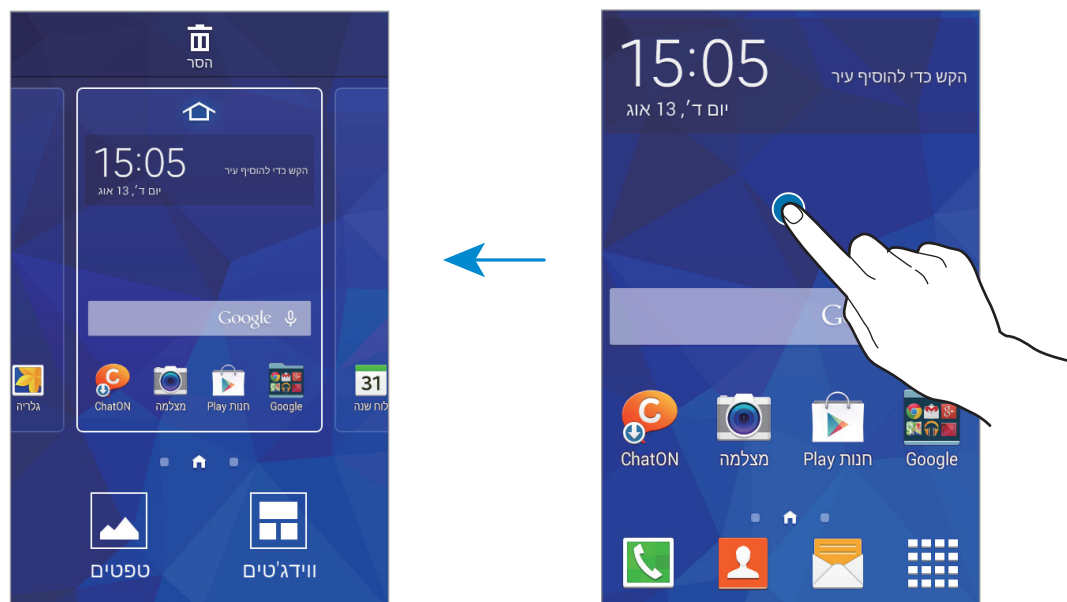 15:05
הקש כדי להוסיף עיר
יום ד׳, 13 אוג
ChatON
מצלמה
חנות Play
Google
הסר
15:05
הקש כדי להוסיף עיר
יום ד׳, 13 אוג
Google
גלריה
ChatON
מצלמה
חנות Play
Google
31
לוח שנה
טפטים
ווידג'טים